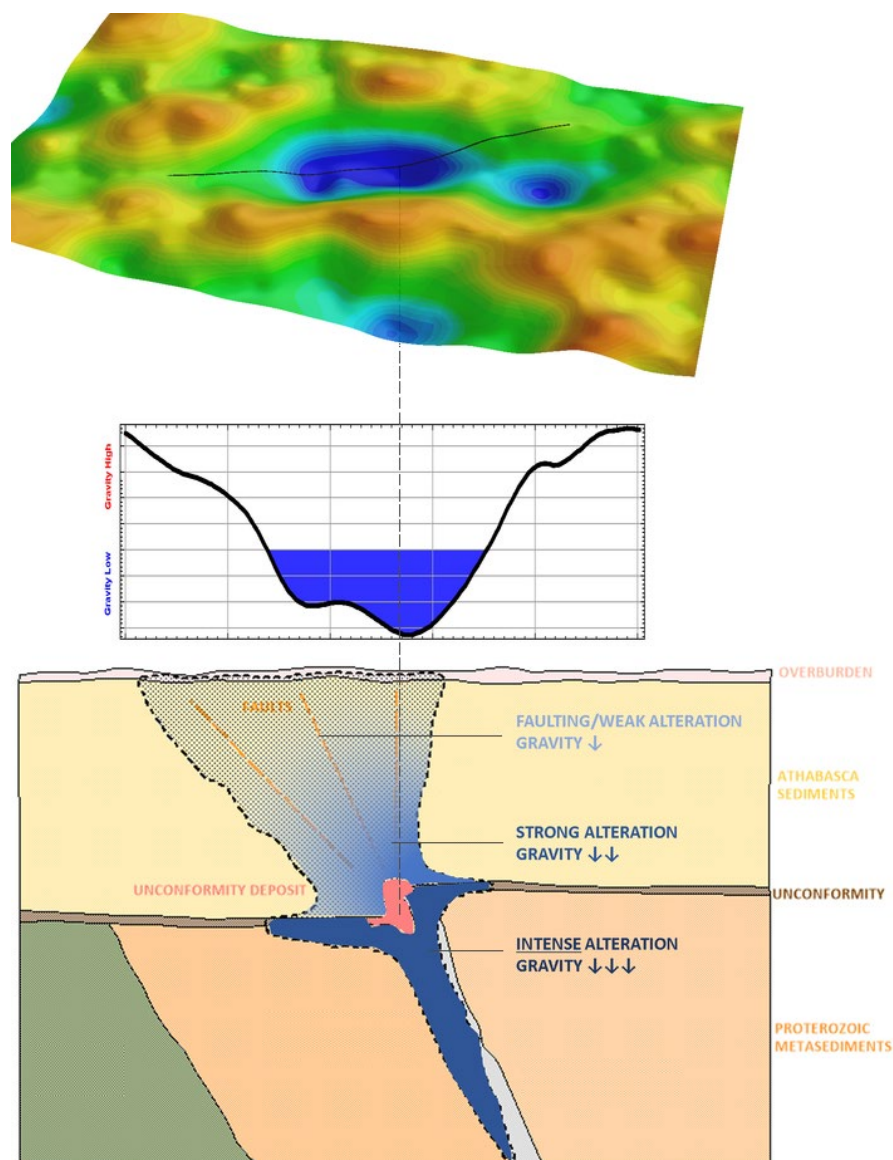 Gravity High
Gravity Low
OVERBURDEN
FAULTS
FAULTING/WEAK ALTERATION
GRAVITY ↓
ATHABASCA
SEDIMENTS
STRONG ALTERATION
GRAVITY ↓↓
UNCONFORMITY DEPOSIT
UNCONFORMITY
INTENSE ALTERATION
GRAVITY ↓↓↓
PROTEROZOIC
METASEDIMENTS